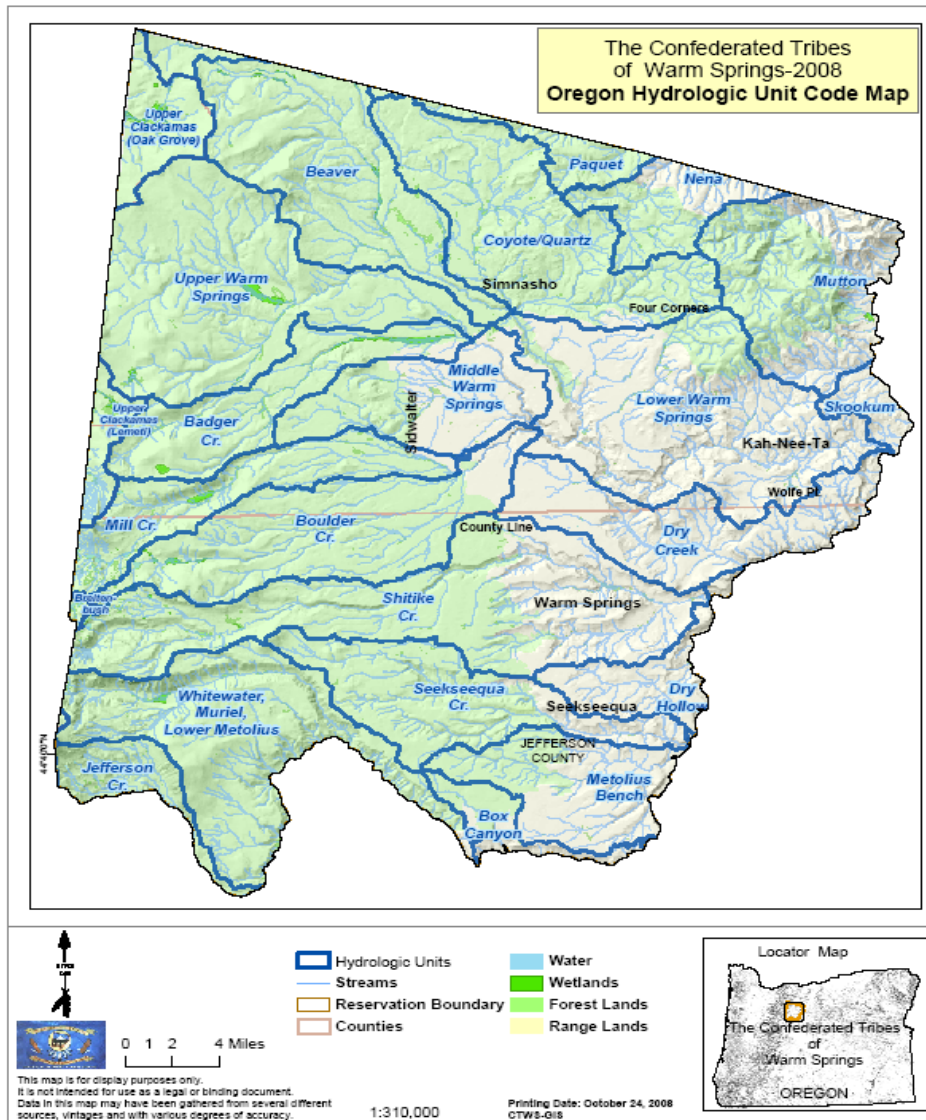 The Confederated Tribes
of Warm Springs-2008
Oregon Hydrologic Unit Code Map
Upper
Clackamas
(Oak Grove)
Beaver
Paquet
Nena
Coyote/Quartz
Upper Warm
Springs
Simnasho
Mutton
Four Corners
Middle
Warm
Springs
Lower Warm
Springs
Skookum
Upper
Clackamas
(Lemeti)
Badger
Cr.
Sidwalter
Kah-Nee-Ta
Wolfe Pt.
Mill Cr.
Boulder
Cr.
County Line
Dry
Creek
Breiten-
bush
Shitike
Cr.
Warm Springs
Whitewater,
Muriel,
Lower Metolius
Seekseequa
Cr.
Seekseequa
Dry
Hollow
44°40'0"N
JEFFERSON
COUNTY
Jefferson
Cr.
Metolius
Bench
Box
Canyon
Hydrologic Units
Streams
Reservation Boundary
Counties
Water
Wetlands
Forest Lands
Range Lands
Locator Map
The Confederated Tribes
of
Warm Springs
OREGON
0 1 2 4 Miles
This map is for display purposes only.
It is not intended for use as a legal or binding document.
Data in this map may have been gathered from several different
sources, vintages and with various degrees of accuracy.
1:310,000
Printing Date: October 24, 2008
CTWS-GIS